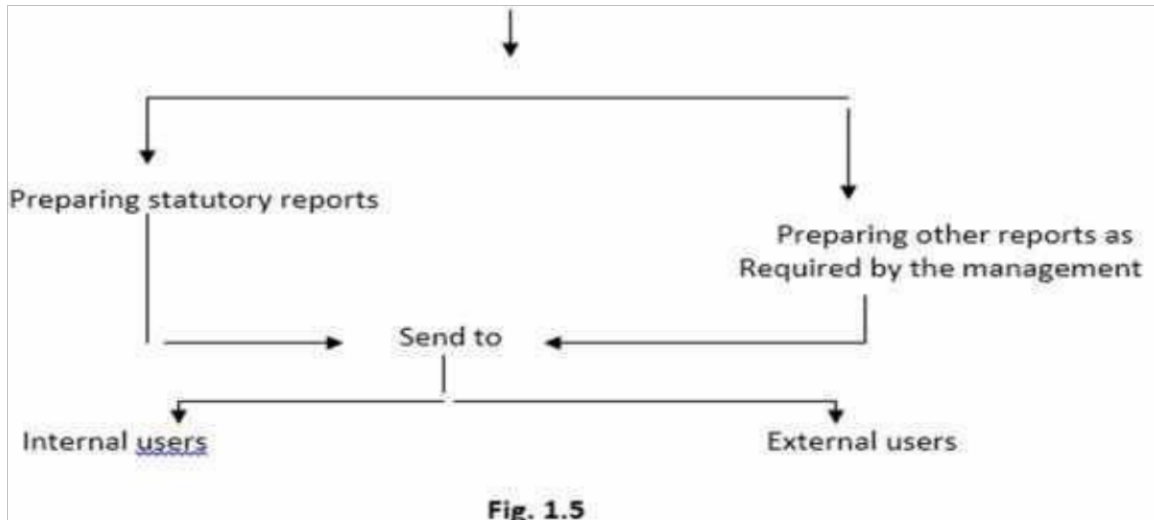 Preparing statutory reports
Preparing other reports as
Required by the management
Send to
Internal users
External users
Fig. 1.5